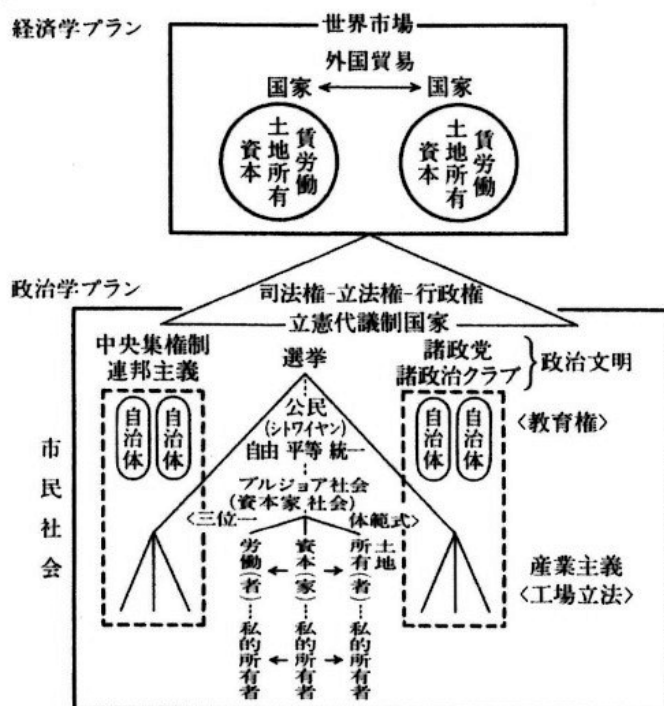 経済学プラン
世界市場
外国貿易
国家 ←→ 国家
資本
土地所有
賃労働
資本
土地所有
賃労働
政治学プラン
司法権-立法権-行政権
立憲代議制国家
中央集権制
連邦主義
選挙
諸政党
諸政治クラブ
政治文明
自治体
自治体
公民
(シトワイヤン)
自由 平等 統一
自治体
自治体
〈教育権〉
市民社会
ブルジョア社会
(資本家社会)
〈三位一
体範式〉
労働(者)…私的所有者
資本(家)…私的所有者
土地
所有(者)…私的所有者
産業主義
〈工場立法〉